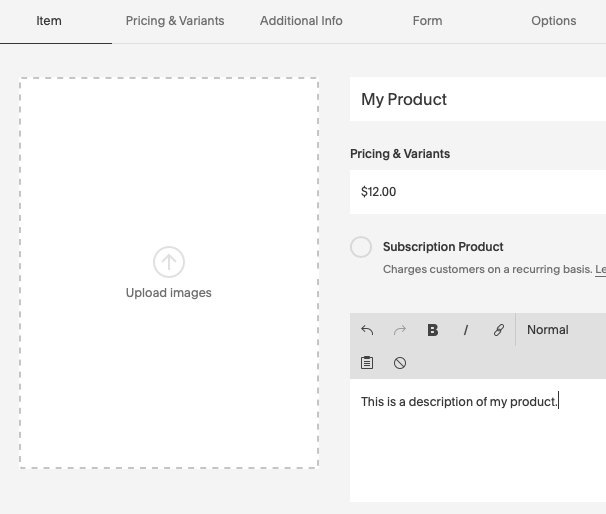 Item Pricing & Variants Additional Info Form Options
My Product
Pricing & Variants
$12.00
Subscription Product
Charges customers on a recurring basis. Le
Upload images
B I Normal
This is a description of my product.